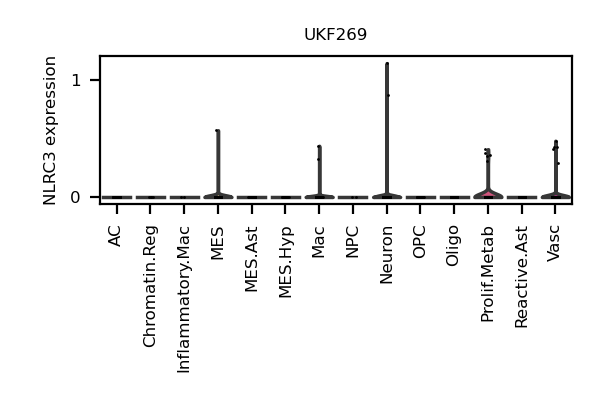 UKF269
NLRC3 expression
1
0
AC
Chromatin.Reg
Inflammatory.Mac
MES
MES.Ast
MES.Hyp
Mac
NPC
Neuron
OPC
Oligo
Prolif.Metab
Reactive.Ast
Vasc